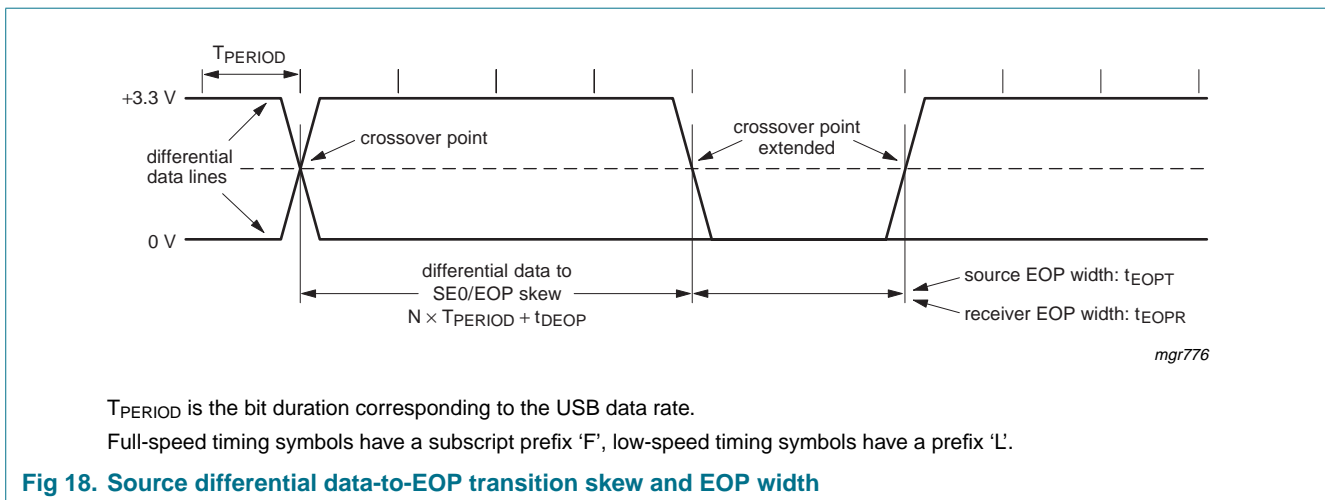 TPERIOD
+3.3 V
crossover point
crossover point
extended
differential
data lines
0 V
differential data to
SE0/EOP skew
N × TPERIOD + tDEOP
source EOP width: tEOPT
receiver EOP width: tEOPR
mgr776
TPERIOD is the bit duration corresponding to the USB data rate.
Full-speed timing symbols have a subscript prefix ‘F’, low-speed timing symbols have a prefix ‘L’.
Fig 18. Source differential data-to-EOP transition skew and EOP width